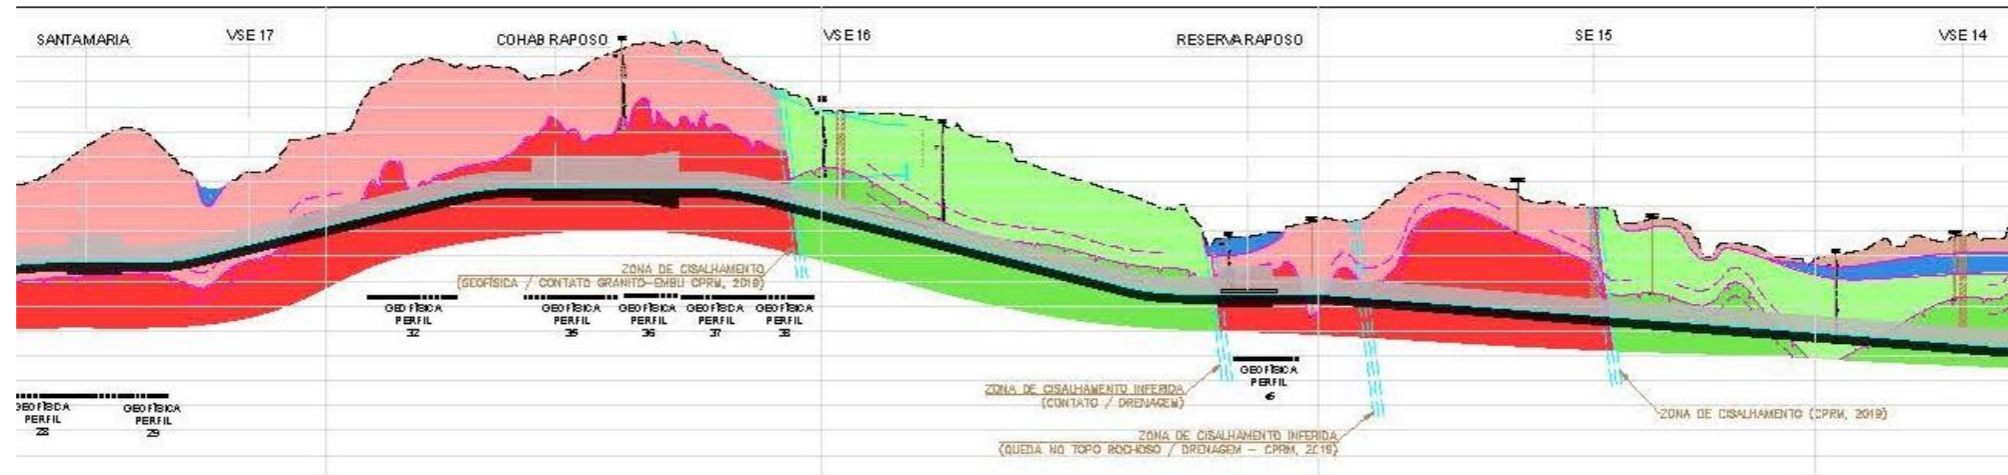 SANTA MARIA
VSE 17
COHAB RAPOSO
VSE 16
RESERVA RAPOSO
SE 15
VSE 14
ZONA DE CISALHAMENTO
(GEOFÍSICA / CONTATO GRANITO-EMBU CPRM, 2019)
GEOFÍSICA
PERFIL
32
GEOFÍSICA
PERFIL
35
GEOFÍSICA
PERFIL
36
GEOFÍSICA
PERFIL
37
GEOFÍSICA
PERFIL
38
GEOFÍSICA
PERFIL
28
GEOFÍSICA
PERFIL
29
ZONA DE CISALHAMENTO INFERIDA
(CONTATO / DRENAGEM)
GEOFÍSICA
PERFIL
ZONA DE CISALHAMENTO INFERIDA
(QUEDA NO TOPO ROCHOSO / DRENAGEM - CPRM, 2019)
ZONA DE CISALHAMENTO (CPRM, 2019)